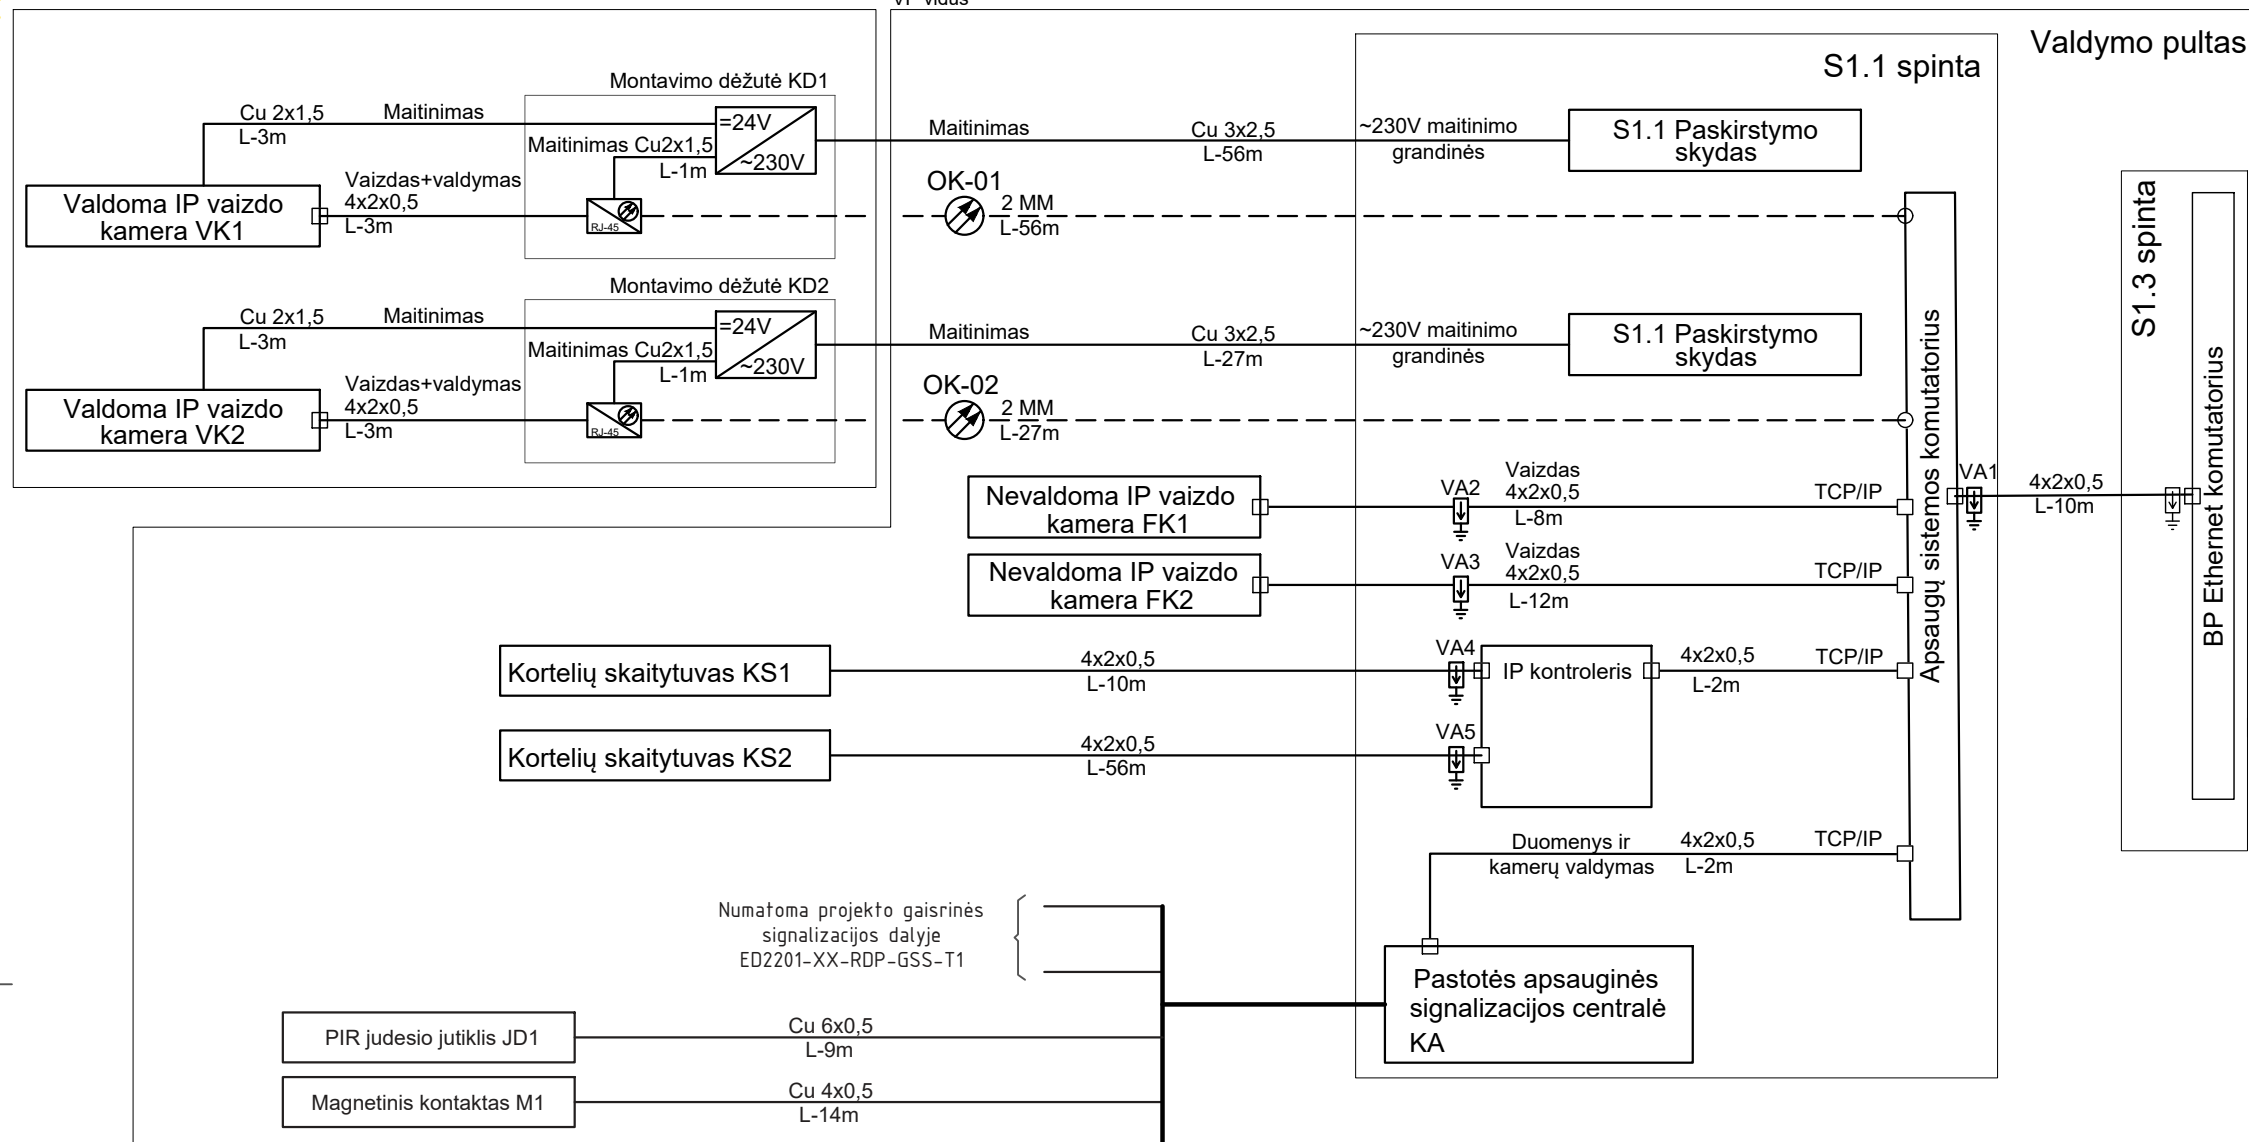 Valdymo pultas
S1.1 spinta
Montavimo dėžutė KD1
Cu 2x1,5
L-3m
Maitinimas
=24V
~230V
Maitinimas Cu2x1,5
L-1m
Maitinimas
Cu 3x2,5
L-56m
~230V maitinimo
grandinės
S1.1 Paskirstymo
skydas
Valdoma IP vaizdo
kamera VK1
Vaizdas+valdymas
4x2x0,5
L-3m
RJ-45
OK-01
2 MM
L-56m
Montavimo dėžutė KD2
Cu 2x1,5
L-3m
Maitinimas
=24V
~230V
Maitinimas Cu2x1,5
L-1m
Maitinimas
Cu 3x2,5
L-27m
~230V maitinimo
grandinės
S1.1 Paskirstymo
skydas
Valdoma IP vaizdo
kamera VK2
Vaizdas+valdymas
4x2x0,5
L-3m
RJ-45
OK-02
2 MM
L-27m
Apsaugų sistemos komutatorius
VA1
4x2x0,5
L-10m
S1.3 spinta
BP Ethernet komutatorius
Nevaldoma IP vaizdo
kamera FK1
VA2
Vaizdas
4x2x0,5
L-8m
TCP/IP
Nevaldoma IP vaizdo
kamera FK2
VA3
Vaizdas
4x2x0,5
L-12m
TCP/IP
Kortelių skaitytuvas KS1
4x2x0,5
L-10m
VA4
IP kontroleris
4x2x0,5
L-2m
TCP/IP
Kortelių skaitytuvas KS2
4x2x0,5
L-56m
VA5
Duomenys ir
kamerų valdymas
4x2x0,5
L-2m
TCP/IP
Numatoma projekto gaisrinės
signalizacijos dalyje
ED2201-XX-RDP-GSS-T1
Pastotės apsauginės
signalizacijos centralė
KA
PIR judesio jutiklis JD1
Cu 6x0,5
L-9m
Magnetinis kontaktas M1
Cu 4x0,5
L-14m